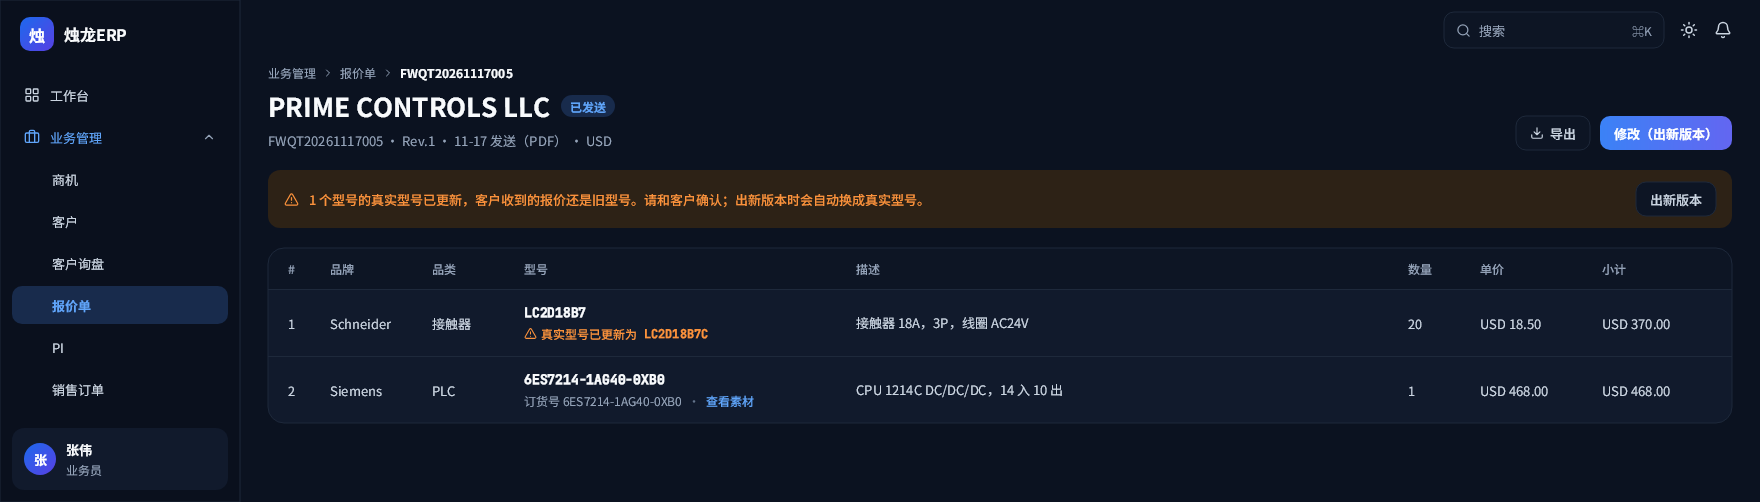 烛 烛龙ERP
搜索 ⌘K
工作台
业务管理
商机
客户
客户询盘
报价单
PI
销售订单
张 张伟
业务员
业务管理 > 报价单 > FWQT20261117005
PRIME CONTROLS LLC 已发送
FWQT20261117005 • Rev.1 • 11-17 发送（PDF） • USD
导出 修改（出新版本）
1 个型号的真实型号已更新，客户收到的报价还是旧型号。请和客户确认；出新版本时会自动换成真实型号。 出新版本
# 品牌 品类 型号 描述 数量 单价 小计
1 Schneider 接触器 LC2D18B7 接触器 18A，3P，线圈 AC24V 20 USD 18.50 USD 370.00
真实型号已更新为 LC2D18B7C
2 Siemens PLC 6ES7214-1AG40-0XB0 CPU 1214C DC/DC/DC，14 入 10 出 1 USD 468.00 USD 468.00
订货号 6ES7214-1AG40-0XB0 • 查看素材